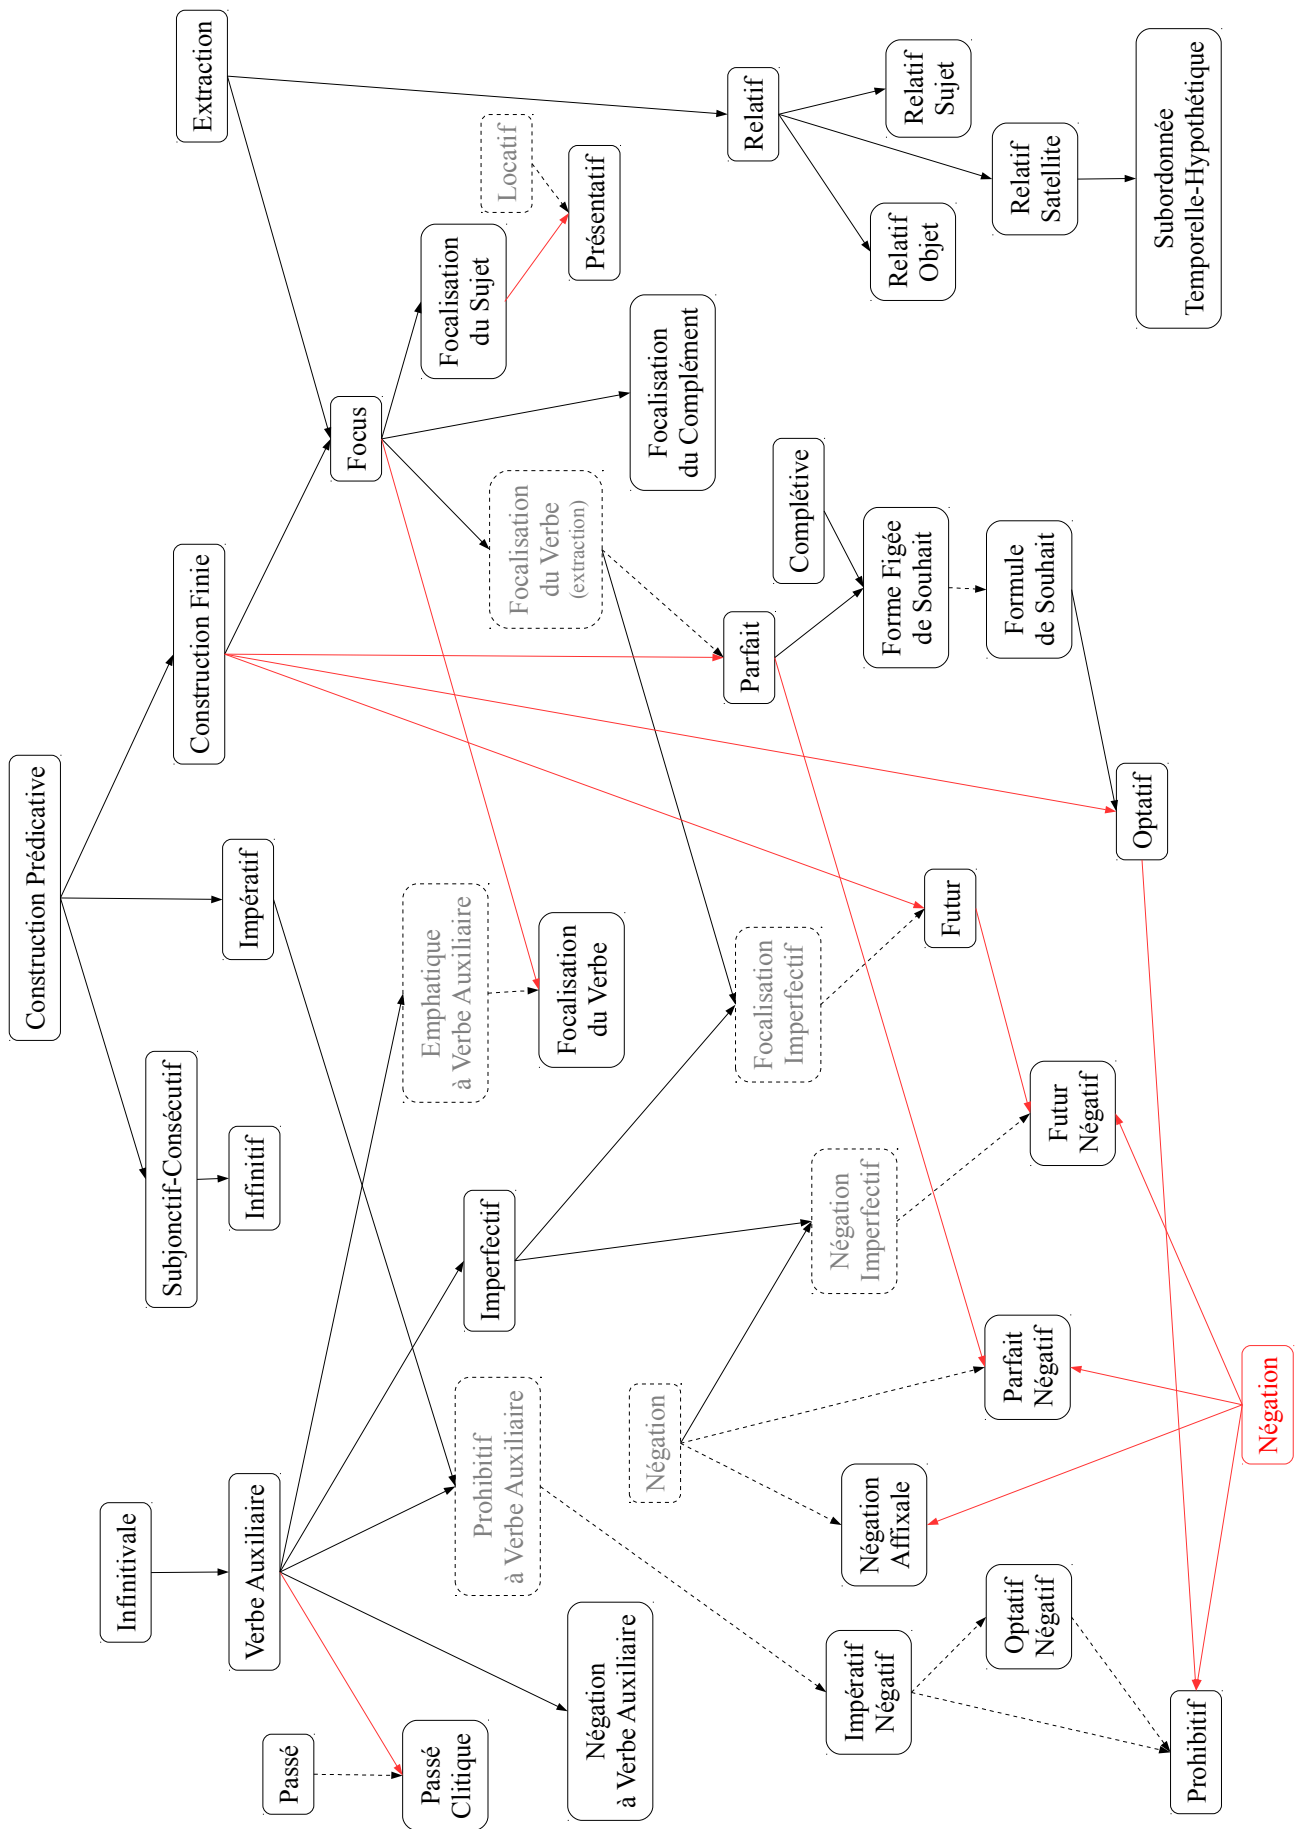 Construction Prédicative
Infinitivale
Subjonctif-Consécutif
Construction Finie
Extraction
Verbe Auxiliaire
Infinitif
Impératif
Passé
Focus
Passé
Clitique
Emphatique
à Verbe Auxiliaire
Focalisation
du Sujet
Locatif
Prohibitif
à Verbe Auxiliaire
Imperfectif
Focalisation
du Verbe
(extraction)
Négation
à Verbe Auxiliaire
Focalisation
du Verbe
Présentatif
Négation
Focalisation
du Complément
Parfait
Relatif
Focalisation
Imperfectif
Complétive
Négation
Imperfectif
Impératif
Négatif
Négation
Affixale
Forme Figée
de Souhait
Relatif
Objet
Relatif
Sujet
Futur
Optatif
Négatif
Parfait
Négatif
Formule
de Souhait
Relatif
Satellite
Futur
Négatif
Optatif
Subordonnée
Temporelle-Hypothétique
Prohibitif
Négation